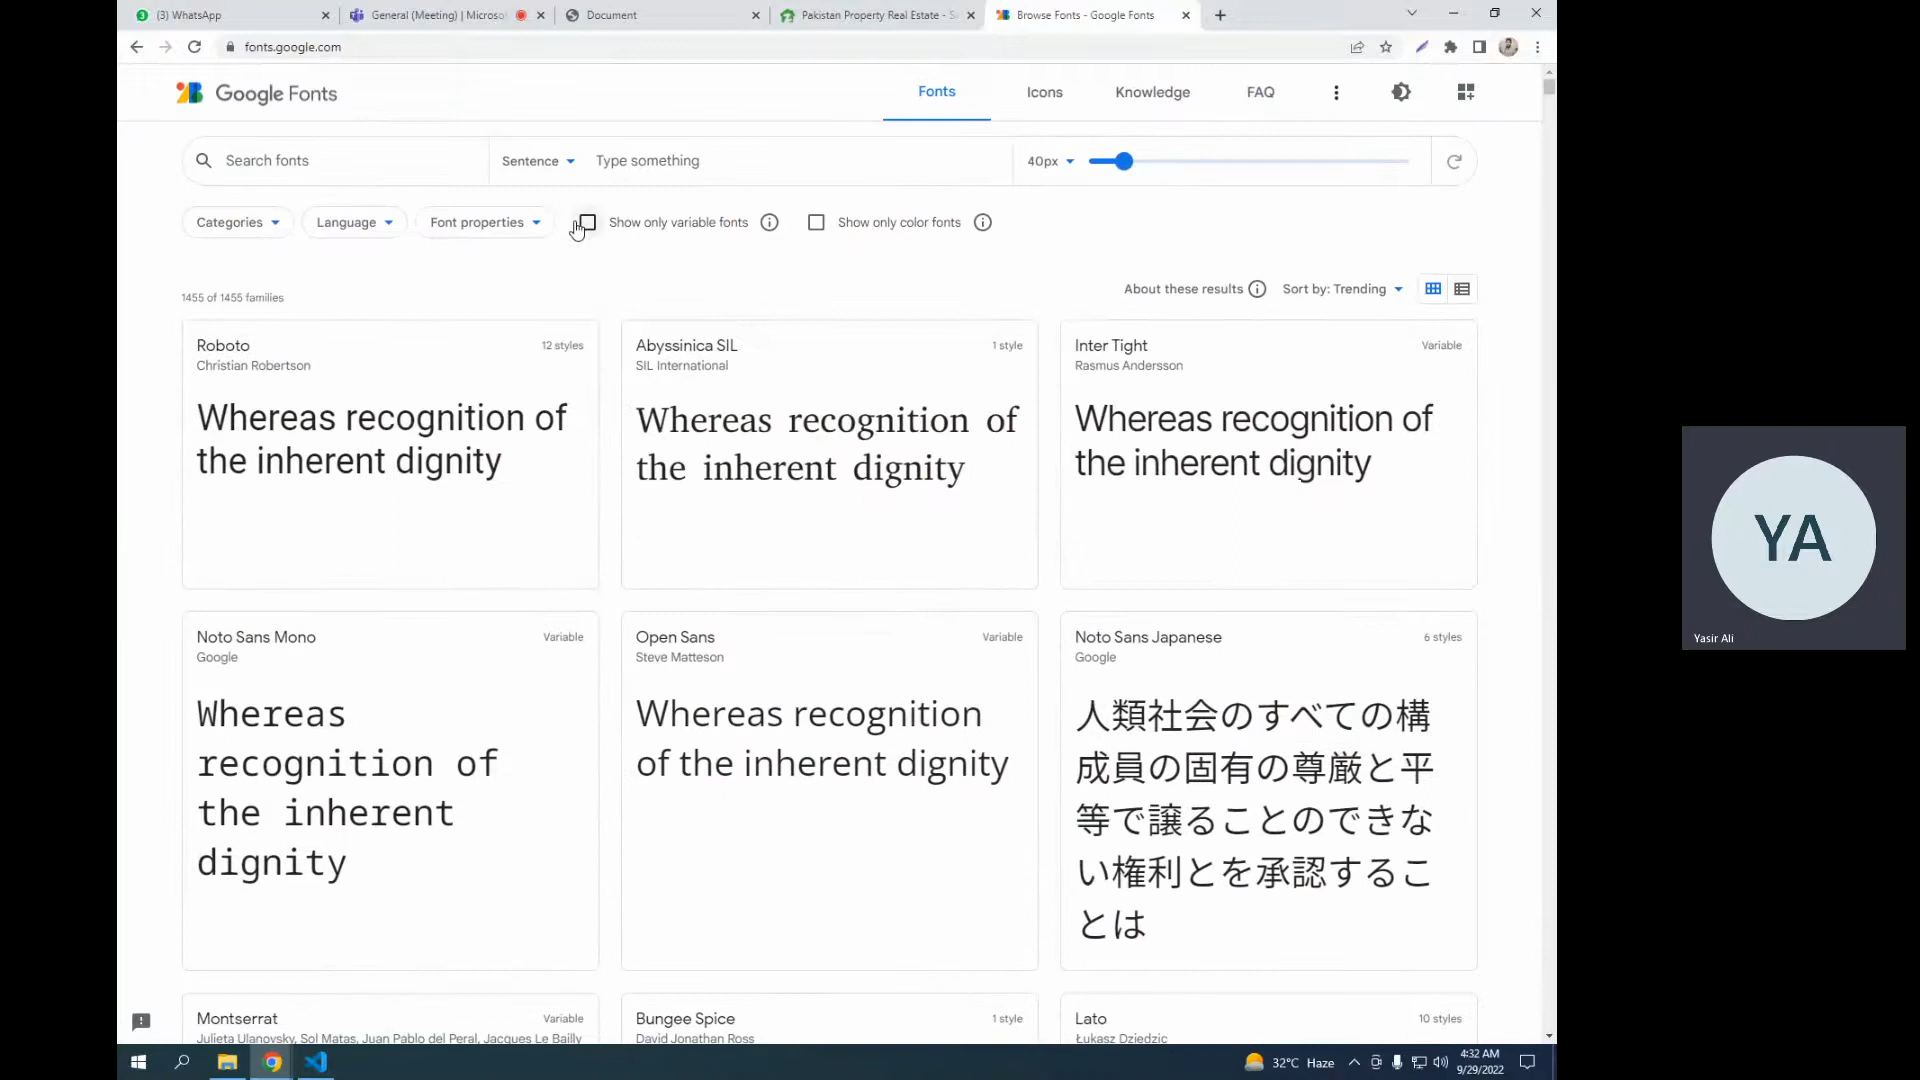 (3) WhatsApp
General (Meeting) | Microso
Document
Pakistan Property Real Estate - S
Browse Fonts - Google Fonts
fonts.google.com
Google Fonts
Fonts
Icons
Knowledge
FAQ
Search fonts
Sentence
Type something
40px
Categories
Language
Font properties
Show only variable fonts
Show only color fonts
1455 of 1455 families
About these results
Sort by: Trending
Roboto
12 styles
Christian Robertson
Whereas recognition of
the inherent dignity
Abyssinica SIL
1 style
SIL International
Whereas recognition of
the inherent dignity
Inter Tight
Variable
Rasmus Andersson
Whereas recognition of
the inherent dignity
Noto Sans Mono
Variable
Google
Whereas
recognition of
the inherent
dignity
Open Sans
Variable
Steve Matteson
Whereas recognition
of the inherent dignity
Noto Sans Japanese
6 styles
Google
人類社会のすべての構
成員の固有の尊厳と平
等で譲ることのできな
い権利とを承認するこ
とは
Montserrat
Variable
Julieta Ulanovsky, Sol Matas, Juan Pablo del Peral, Jacques Le Bailly
Bungee Spice
1 style
David Jonathan Ross
Lato
10 styles
Łukasz Dziedzic
YA
Yasir Ali
32°C Haze
4:32 AM
9/29/2022